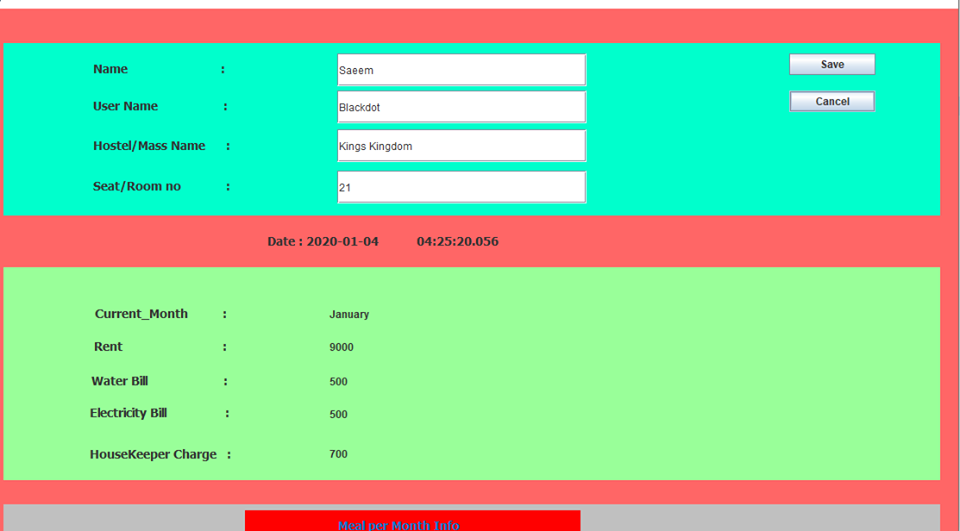 Name : Saeem Save
User Name : Blackdot Cancel
Hostel/Mass Name : Kings Kingdom
Seat/Room no : 21
Date : 2020-01-04 04:25:20.056
Current_Month : January
Rent : 9000
Water Bill : 500
Electricity Bill : 500
HouseKeeper Charge : 700
Meal per Month Info